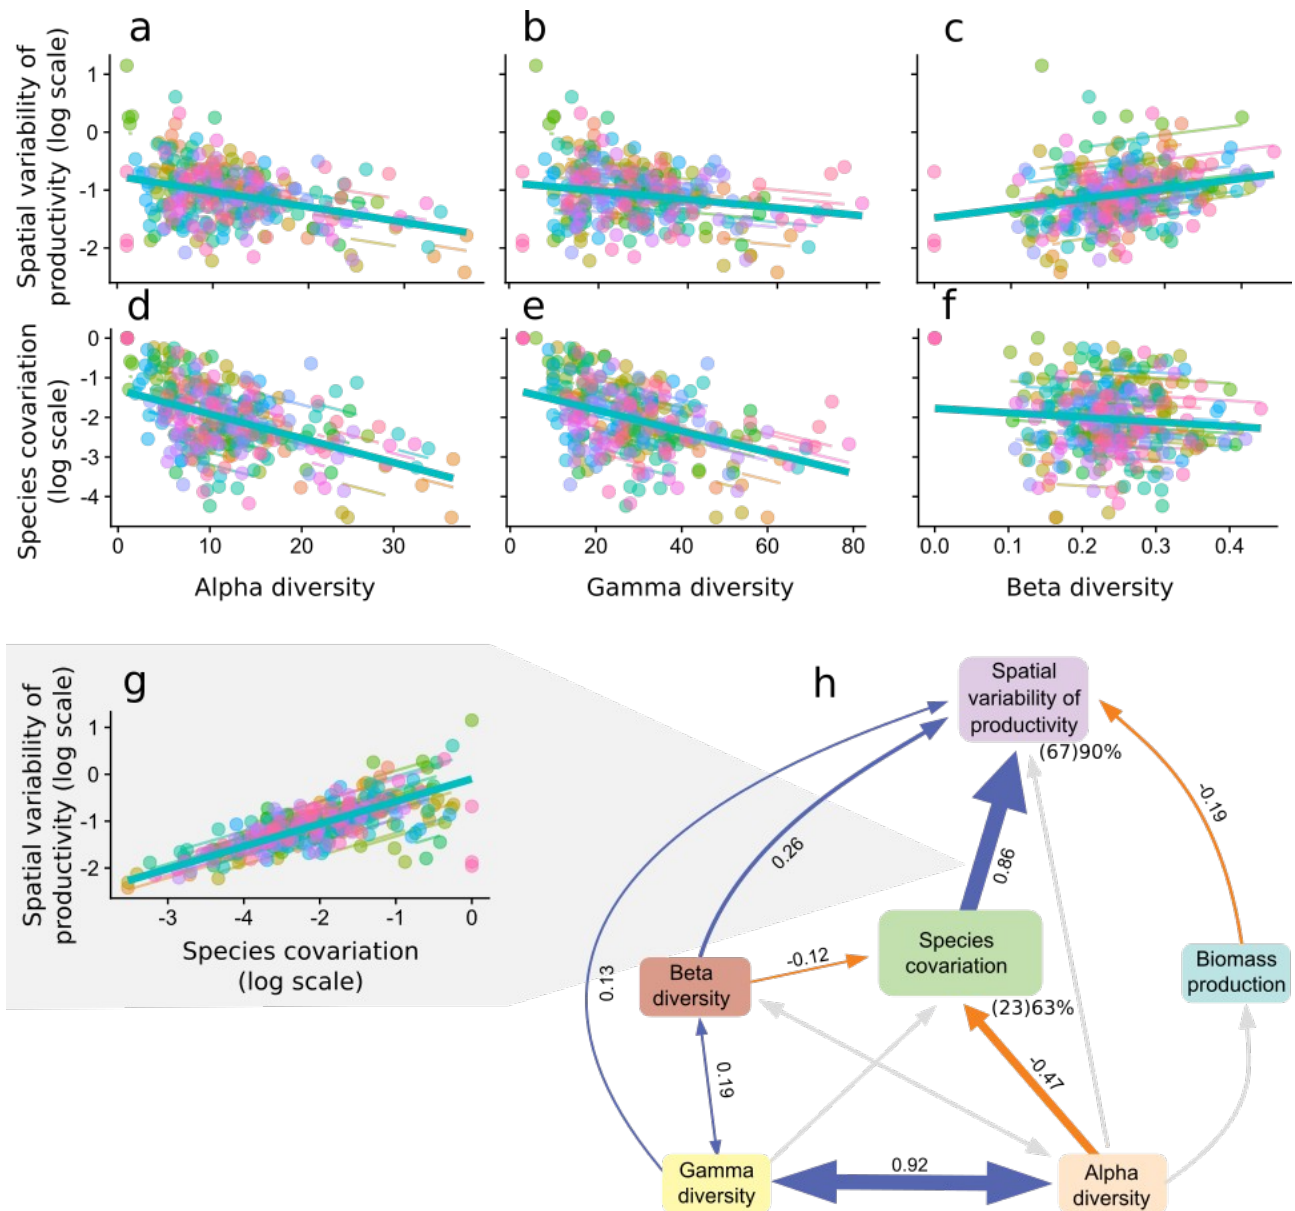 a
b
c
Spatial variability of
productivity (log scale)
1
0
-1
-2
d
e
f
Species covariation
(log scale)
0
-1
-2
-3
-4
0
10
20
30
0
20
40
60
80
0.0
0.1
0.2
0.3
0.4
Alpha diversity
Gamma diversity
Beta diversity
g
Spatial variability of
productivity (log scale)
1
0
-1
-2
-3
-4
-2
-1
0
Species covariation
(log scale)
h
Spatial
variability of
productivity
(67)90%
-0.19
0.26
0.86
0.13
-0.12
Species
covariation
Beta
diversity
Biomass
production
(23)63%
0.19
-0.47
Gamma
diversity
0.92
Alpha
diversity